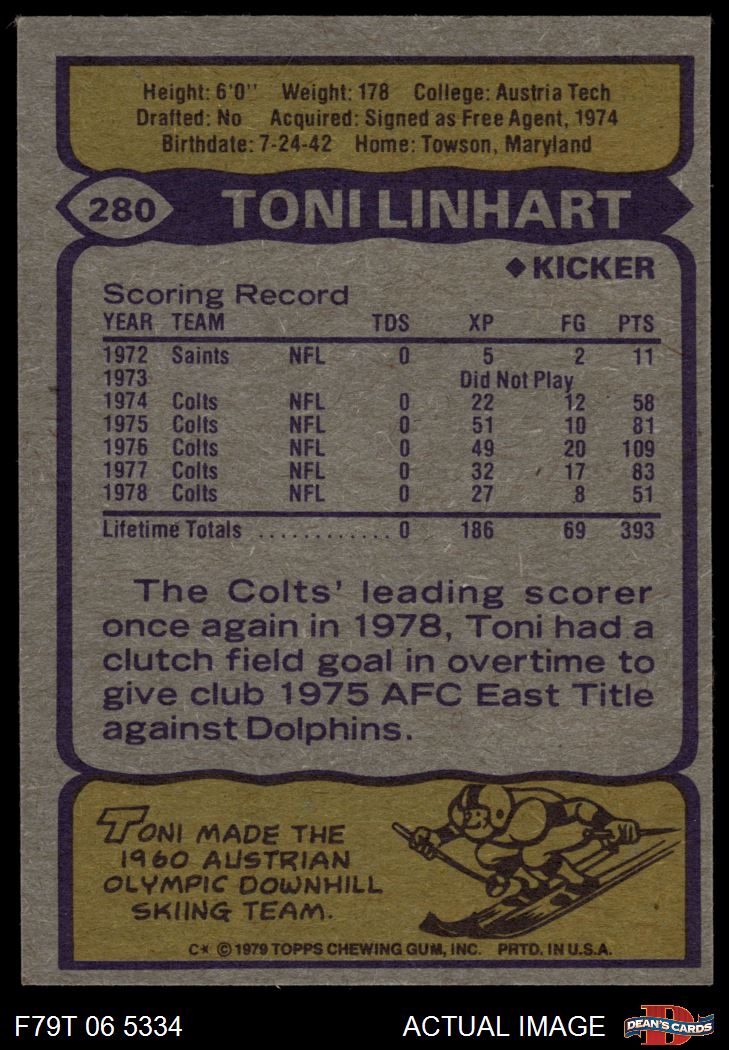 Height: 6'0" Weight: 178 College: Austria Tech
Drafted: No Acquired: Signed as Free Agent, 1974
Birthdate: 7-24-42 Home: Towson, Maryland
280 TONI LINHART
◆ KICKER
Scoring Record
YEAR TEAM TDS XP FG PTS
1972 Saints NFL 0 5 2 11
1973 Did Not Play
1974 Colts NFL 0 22 12 58
1975 Colts NFL 0 51 10 81
1976 Colts NFL 0 49 20 109
1977 Colts NFL 0 32 17 83
1978 Colts NFL 0 27 8 51
Lifetime Totals ............ 0 186 69 393
The Colts' leading scorer
once again in 1978, Toni had a
clutch field goal in overtime to
give club 1975 AFC East Title
against Dolphins.
TONI MADE THE
1960 AUSTRIAN
OLYMPIC DOWNHILL
SKIING TEAM.
C* © 1979 TOPPS CHEWING GUM, INC. PRTD. IN U.S.A.
F79T 06 5334 ACTUAL IMAGE D DEAN'S CARDS